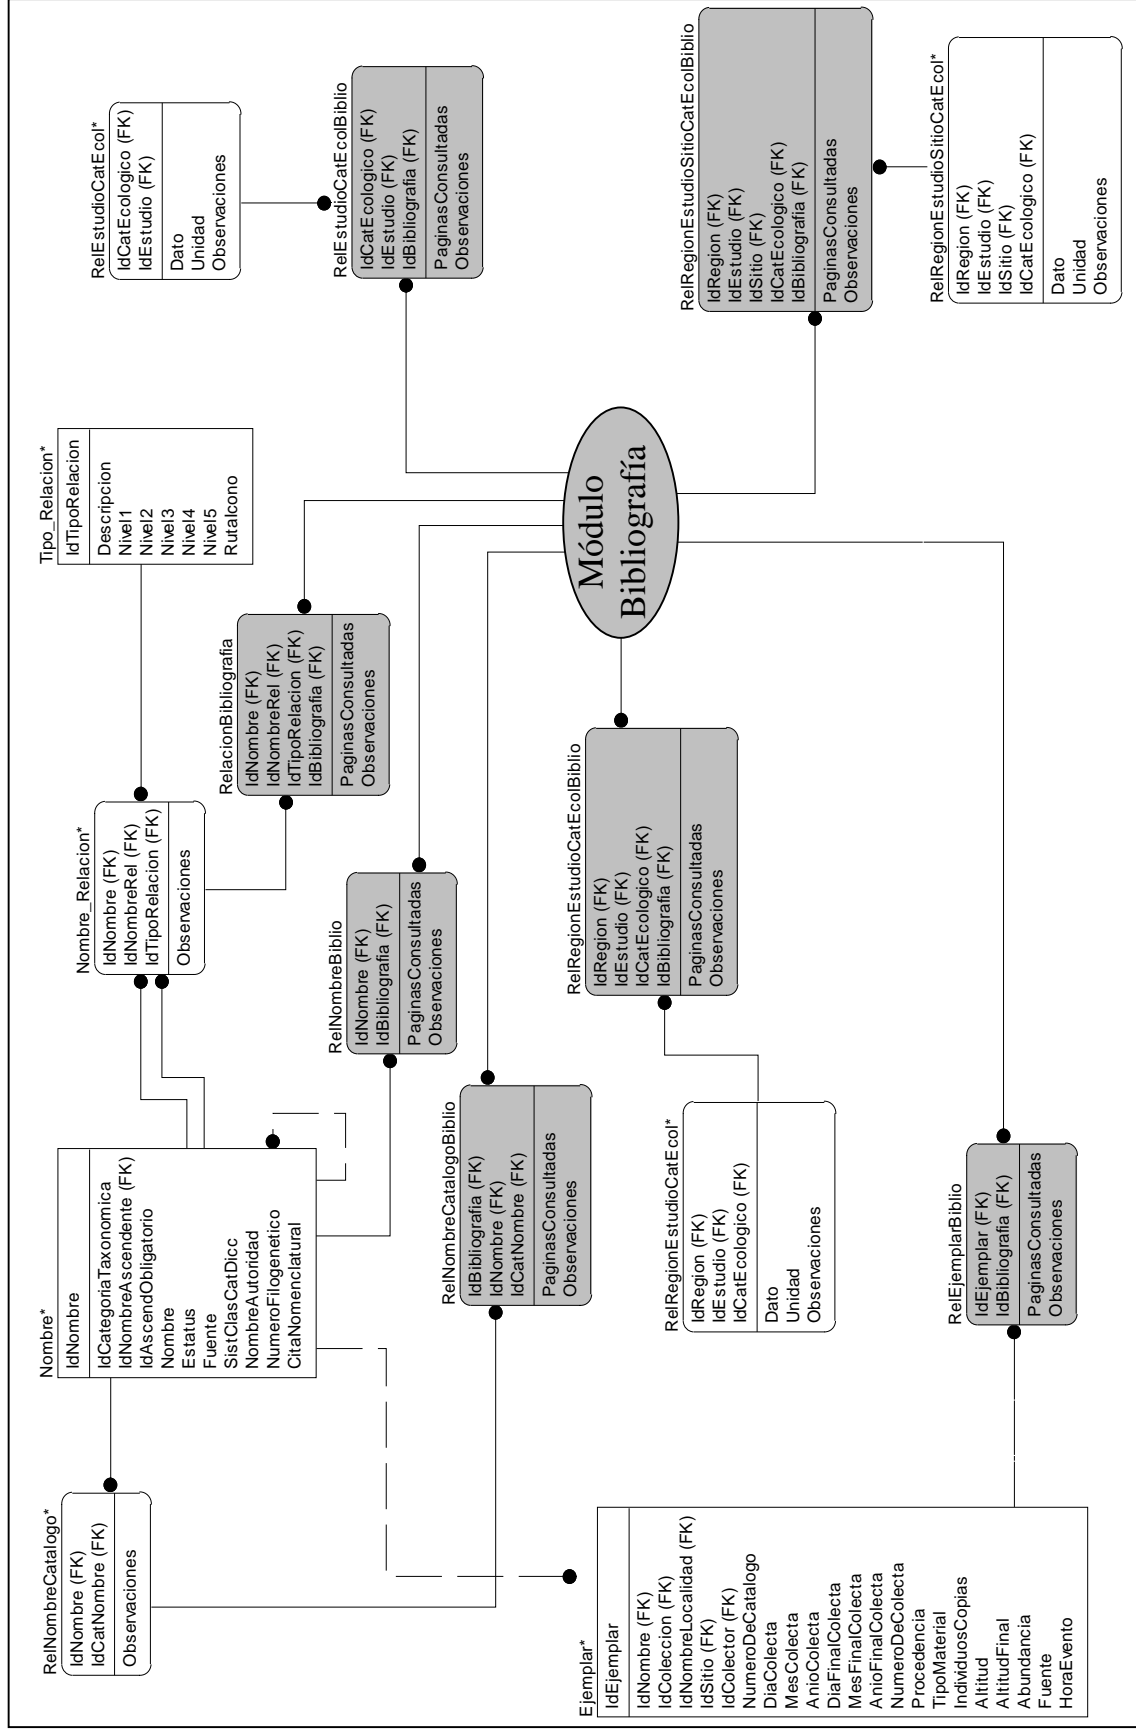 RelNombreCatalogo*
IdNombre (FK)
IdCatNombre (FK)
Observaciones
Nombre*
IdNombre
IdCategoriaTaxonomica
IdNombreAscendente (FK)
IdAscendObligatorio
Nombre
Estatus
Fuente
SistClasCatDicc
NombreAutoridad
NumeroFilogenetico
CitaNomenclatural
Nombre_Relacion*
IdNombre (FK)
IdNombreRel (FK)
IdTipoRelacion (FK)
Observaciones
Tipo_Relacion*
IdTipoRelacion
Descripcion
Nivel1
Nivel2
Nivel3
Nivel4
Nivel5
RutaIcono
RelEstudioCatEcol*
IdCatEcologico (FK)
IdEstudio (FK)
Dato
Unidad
Observaciones
RelacionBibliografia
IdNombre (FK)
IdNombreRel (FK)
IdTipoRelacion (FK)
IdBibliografia (FK)
PaginasConsultadas
Observaciones
RelEstudioCatEcolBiblio
IdCatEcologico (FK)
IdEstudio (FK)
IdBibliografia (FK)
PaginasConsultadas
Observaciones
RelNombreBiblio
IdNombre (FK)
IdBibliografia (FK)
PaginasConsultadas
Observaciones
RelNombreCatalogoBiblio
IdBibliografia (FK)
IdNombre (FK)
IdCatNombre (FK)
PaginasConsultadas
Observaciones
Módulo
Bibliografía
RelRegionEstudioCatEcolBiblio
IdRegion (FK)
IdEstudio (FK)
IdCatEcologico (FK)
IdBibliografia (FK)
PaginasConsultadas
Observaciones
RelRegionEstudioSitioCatEcolBiblio
IdRegion (FK)
IdEstudio (FK)
IdSitio (FK)
IdCatEcologico (FK)
IdBibliografia (FK)
PaginasConsultadas
Observaciones
RelRegionEstudioCatEcol*
IdRegion (FK)
IdEstudio (FK)
IdCatEcologico (FK)
Dato
Unidad
Observaciones
Ejemplar*
IdEjemplar
IdNombre (FK)
IdColeccion (FK)
IdNombreLocalidad (FK)
IdSitio (FK)
IdColector (FK)
NumeroDeCatalogo
DiaColecta
MesColecta
AnioColecta
DiaFinalColecta
MesFinalColecta
AnioFinalColecta
NumeroDeColecta
Procedencia
TipoMaterial
IndividuosCopias
Altitud
AltitudFinal
Abundancia
Fuente
HoraEvento
RelEjemplarBiblio
IdEjemplar (FK)
IdBibliografia (FK)
PaginasConsultadas
Observaciones
RelRegionEstudioSitioCatEcol*
IdRegion (FK)
IdEstudio (FK)
IdSitio (FK)
IdCatEcologico (FK)
Dato
Unidad
Observaciones